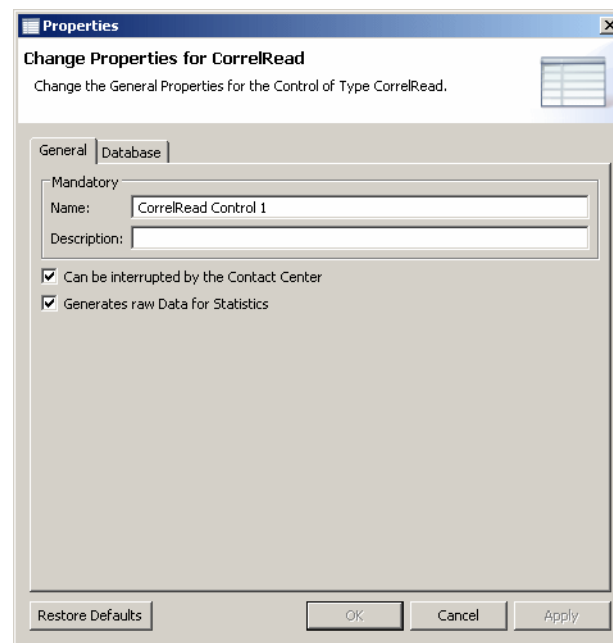 Properties
Change Properties for CorrelRead
Change the General Properties for the Control of Type CorrelRead.
General
Database
Mandatory
Name: CorrelRead Control 1
Description:
Can be interrupted by the Contact Center
Generates raw Data for Statistics
Restore Defaults
OK
Cancel
Apply